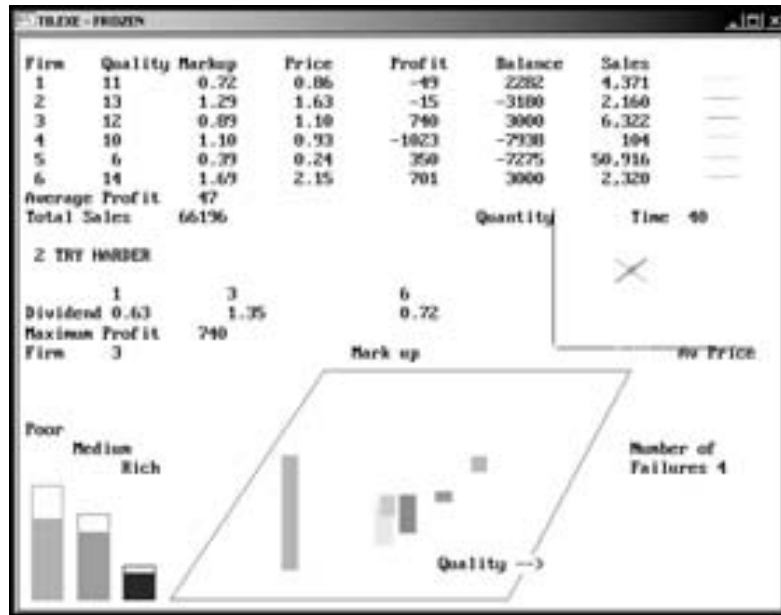 TB.EXE - FROZEN
Firm Quality Markup Price Profit Balance Sales
1 11 0.72 0.86 -49 2282 4,371
2 13 1.29 1.63 -15 -3180 2,160
3 12 0.89 1.10 740 3000 6,322
4 10 1.10 0.93 -1023 -7938 104
5 6 0.39 0.24 350 -7275 50,916
6 14 1.69 2.15 701 3000 2,320
Average Profit 47
Total Sales 66196 Quantity Time 40
2 TRY HARDER
1 3 6
Dividend 0.63 1.35 0.72
Maximum Profit 740
Firm 3 Mark up Av Price
Poor
Medium
Rich
Number of
Failures 4
Quality -->